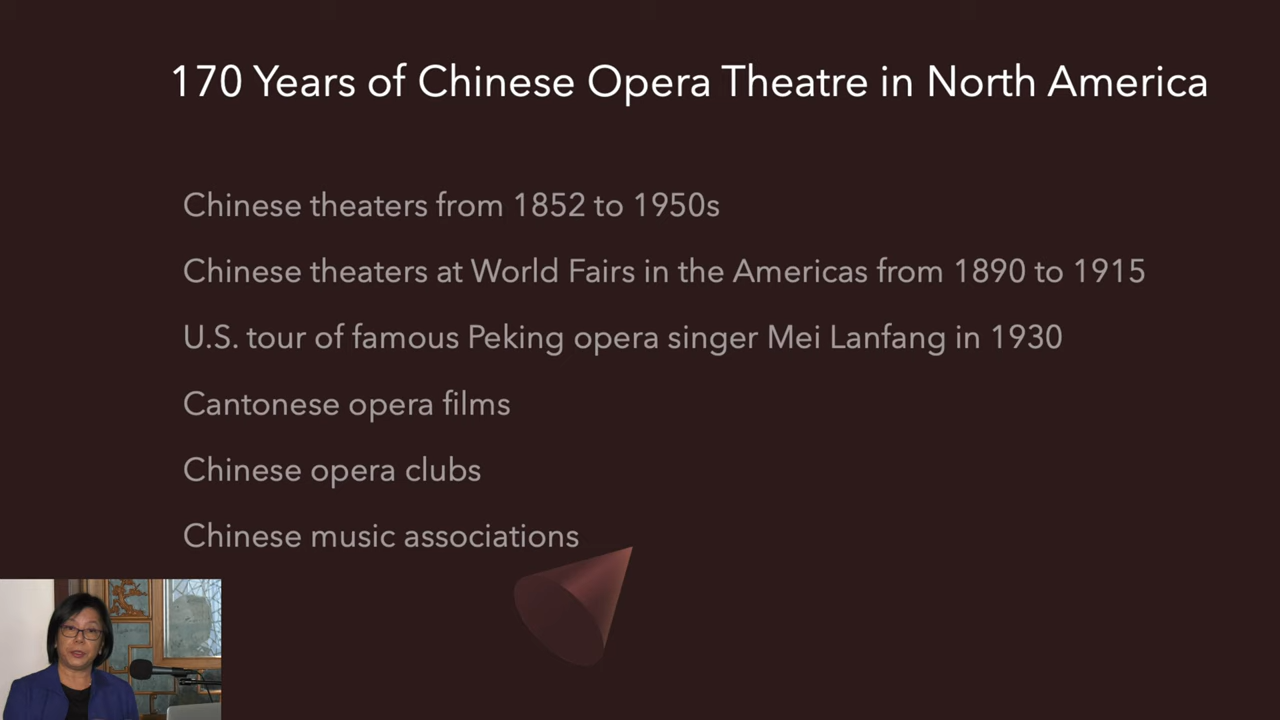 170 Years of Chinese Opera Theatre in North America
Chinese theaters from 1852 to 1950s
Chinese theaters at World Fairs in the Americas from 1890 to 1915
U.S. tour of famous Peking opera singer Mei Lanfang in 1930
Cantonese opera films
Chinese opera clubs
Chinese music associations